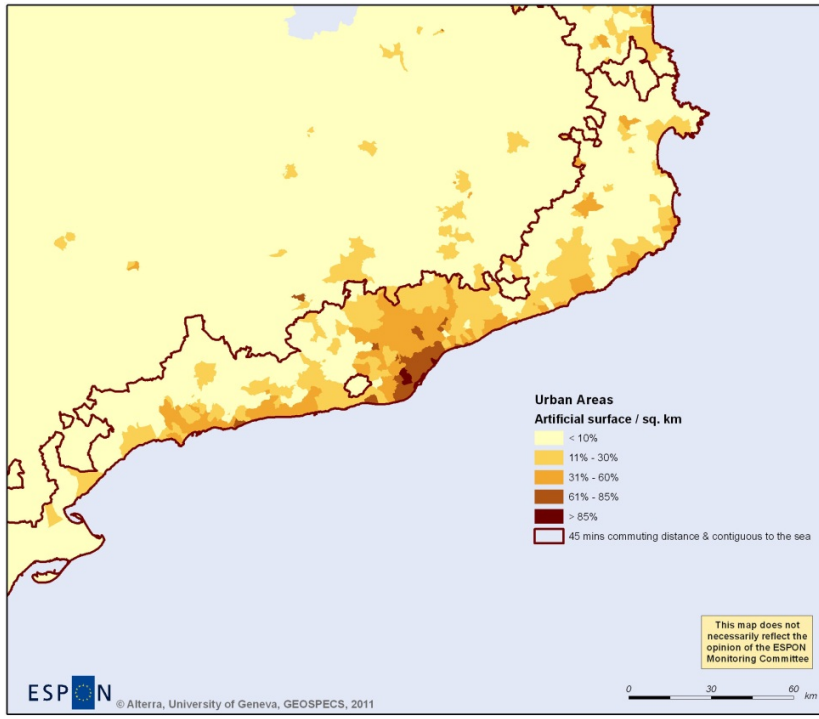 Urban Areas
Artificial surface / sq. km
< 10%
11% - 30%
31% - 60%
61% - 85%
> 85%
45 mins commuting distance & contiguous to the sea
This map does not
necessarily reflect the
opinion of the ESPON
Monitoring Committee
ESPON
© Alterra, University of Geneva, GEOSPECS, 2011
0 15 30 60
km